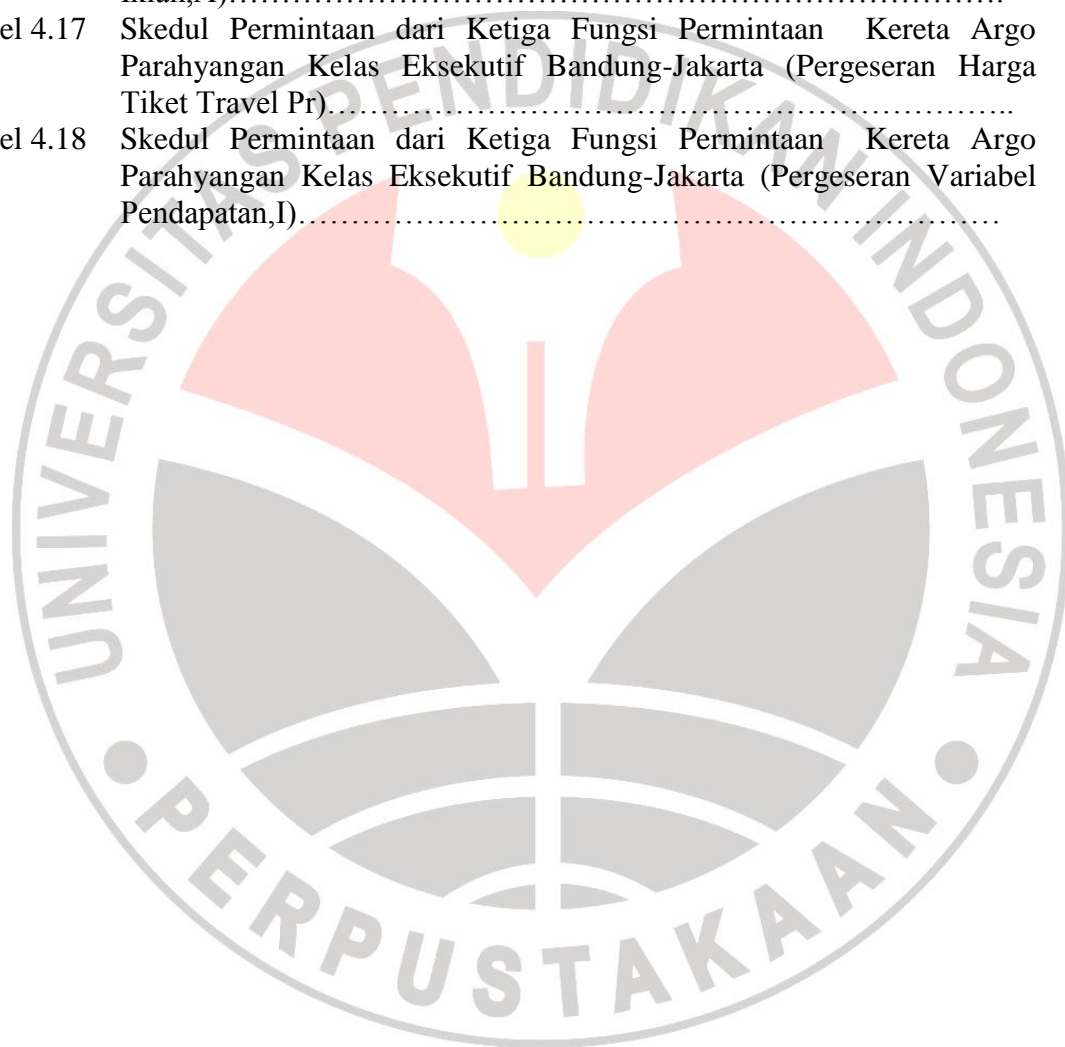 el 4.17 Skedul Permintaan dari Ketiga Fungsi Permintaan Kereta Argo
Parahyangan Kelas Eksekutif Bandung-Jakarta (Pergeseran Harga
Tiket Travel Pr)…………………………………………………………..
el 4.18 Skedul Permintaan dari Ketiga Fungsi Permintaan Kereta Argo
Parahyangan Kelas Eksekutif Bandung-Jakarta (Pergeseran Variabel
Pendapatan,I)…………………………………………………………
UNIVERSITAS PENDIDIKAN INDONESIA
PERPUSTAKAAN